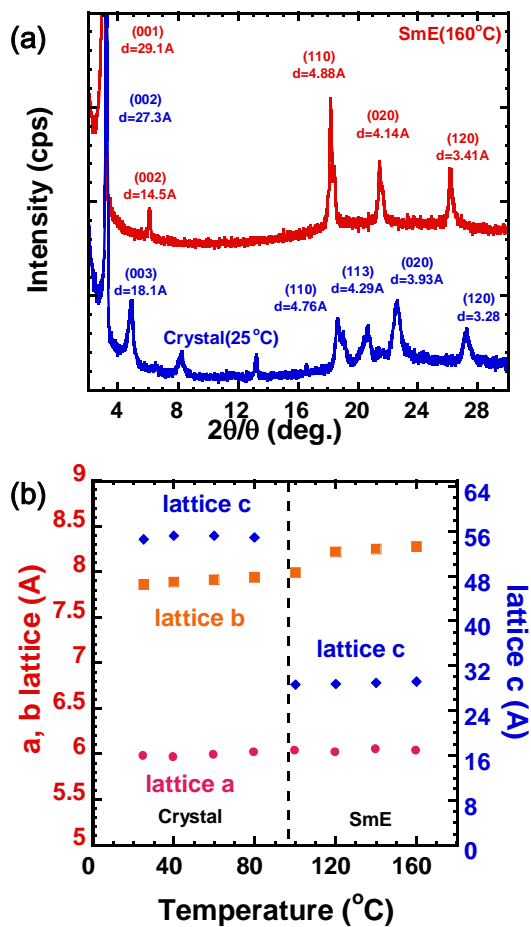 (a)
(001)
d=29.1A
SmE(160°C)
(110)
d=4.88A
(002)
d=27.3A
(020)
d=4.14A
(120)
d=3.41A
(002)
d=14.5A
(003)
d=18.1A
(110)
d=4.76A
(113)
d=4.29A
(020)
d=3.93A
(120)
d=3.28
Crystal(25°C)
Intensity (cps)
4 8 12 16 20 24 28
2θ/θ (deg.)
(b)
9
8.5
8
7.5
7
6.5
6
5.5
5
a, b lattice (A)
lattice c
lattice b
lattice c
lattice a
Crystal
SmE
64
56
48
40
32
24
16
8
0
lattice c (A)
0 40 80 120 160
Temperature (°C)